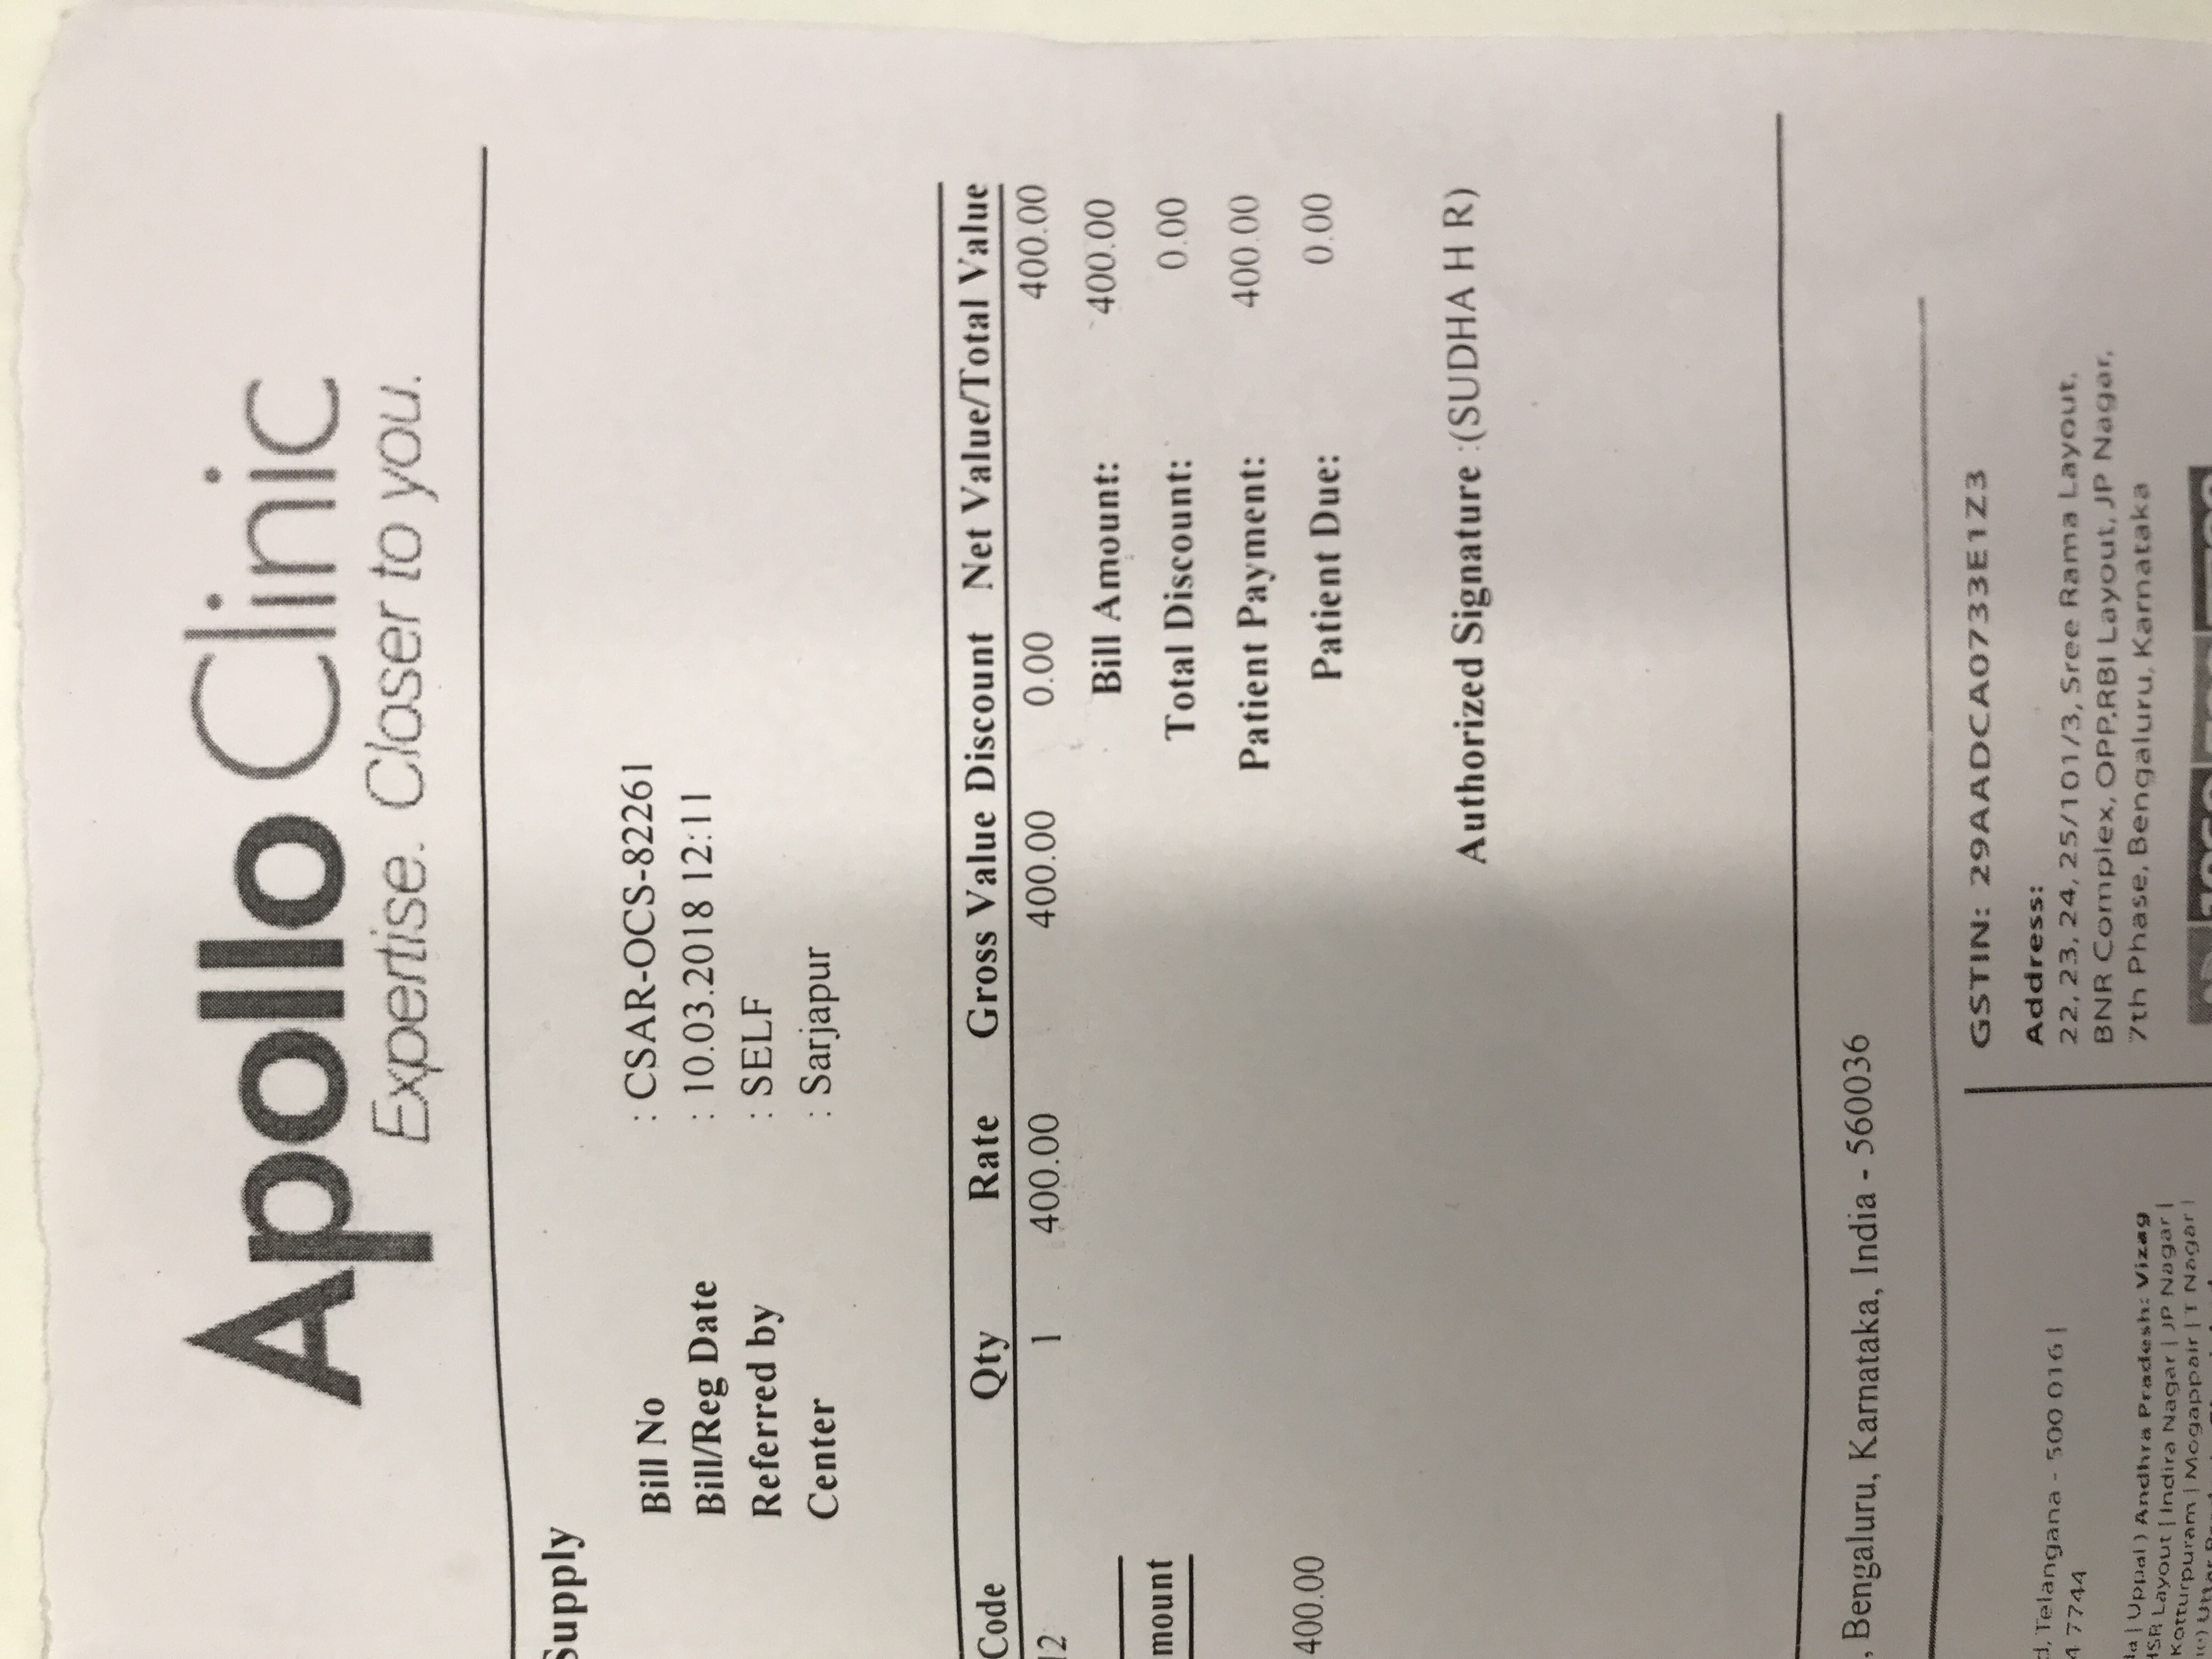 Apollo Clinic
Expertise. Closer to you.
Supply
Bill No : CSAR-OCS-82261
Bill/Reg Date : 10.03.2018 12:11
Referred by : SELF
Center : Sarjapur
Code Qty Rate Gross Value Discount Net Value/Total Value
12 1 400.00 400.00 0.00 400.00
Bill Amount: 400.00
mount
Total Discount: 0.00
Patient Payment: 400.00
400.00
Patient Due: 0.00
Authorized Signature :(SUDHA H R)
, Bengaluru, Karnataka, India - 560036
GSTIN: 29AADCA0733E1Z3
Address:
22, 23, 24, 25/101/3, Sree Rama Layout,
BNR Complex, OPP.RBI Layout, JP Nagar,
7th Phase, Bengaluru, Karnataka
d, Telangana - 500 016 |
4 7744
da | Uppal ) Andhra Pradesh: Vizag
HSR Layout | Indira Nagar | JP Nagar |
Kotturpuram | Mogappair | T Nagar |